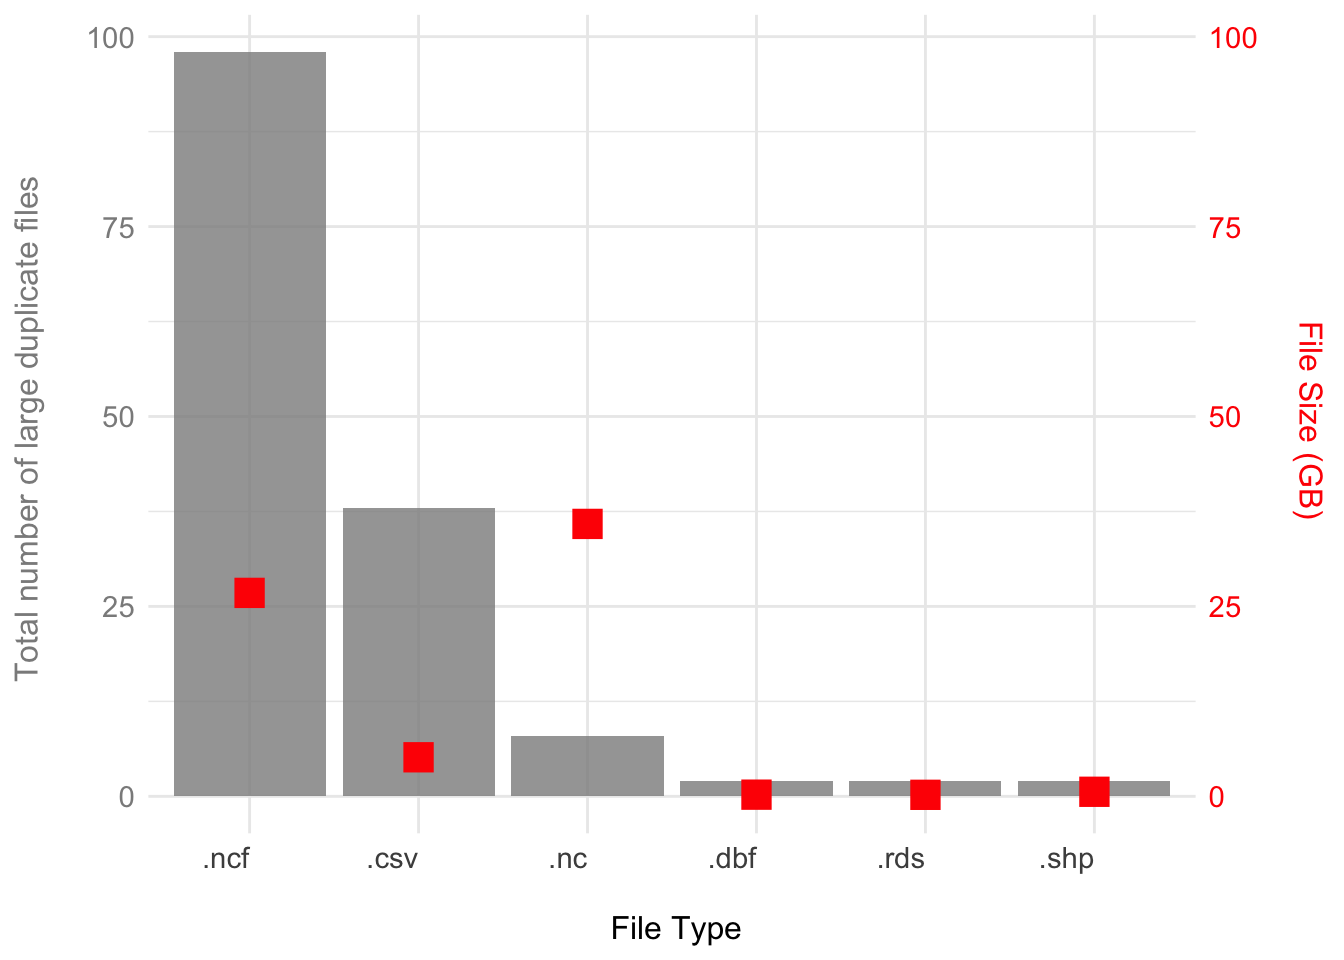 Total number of large duplicate files
100
75
50
25
0
100
75
50
25
0
File Size (GB)
.ncf
.csv
.nc
.dbf
.rds
.shp
File Type